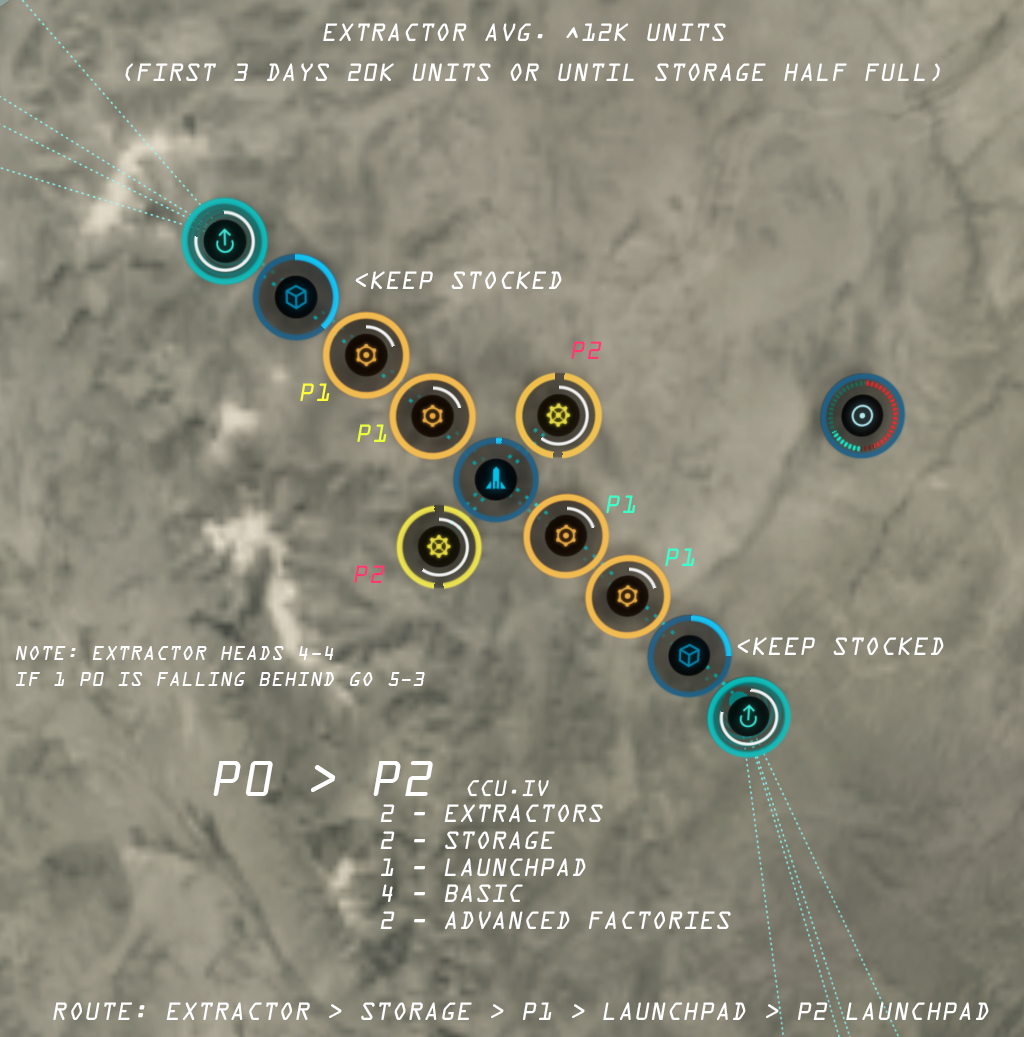 EXTRACTOR AVG. ^12K UNITS
(FIRST 3 DAYS 20K UNITS OR UNTIL STORAGE HALF FULL)
<KEEP STOCKED
P2
P1
P1
P1
P1
P2
<KEEP STOCKED
NOTE: EXTRACTOR HEADS 4-4
IF 1 P0 IS FALLING BEHIND GO 5-3
P0 > P2 CCU.IV
2 - EXTRACTORS
2 - STORAGE
1 - LAUNCHPAD
4 - BASIC
2 - ADVANCED FACTORIES
ROUTE: EXTRACTOR > STORAGE > P1 > LAUNCHPAD > P2 LAUNCHPAD